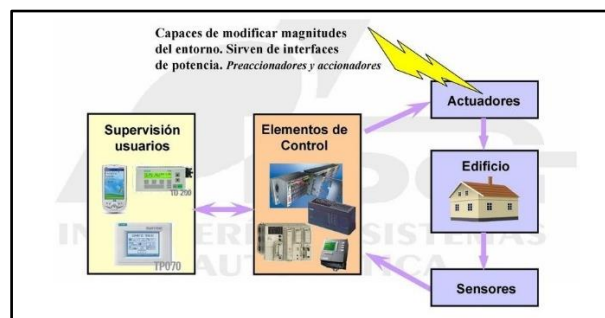 Capaces de modificar magnitudes
del entorno. Sirven de interfaces
de potencia. Preaccionadores y accionadores
Actuadores
Supervisión
usuarios
TD 200
TP070
Elementos de
Control
Edificio
Sensores